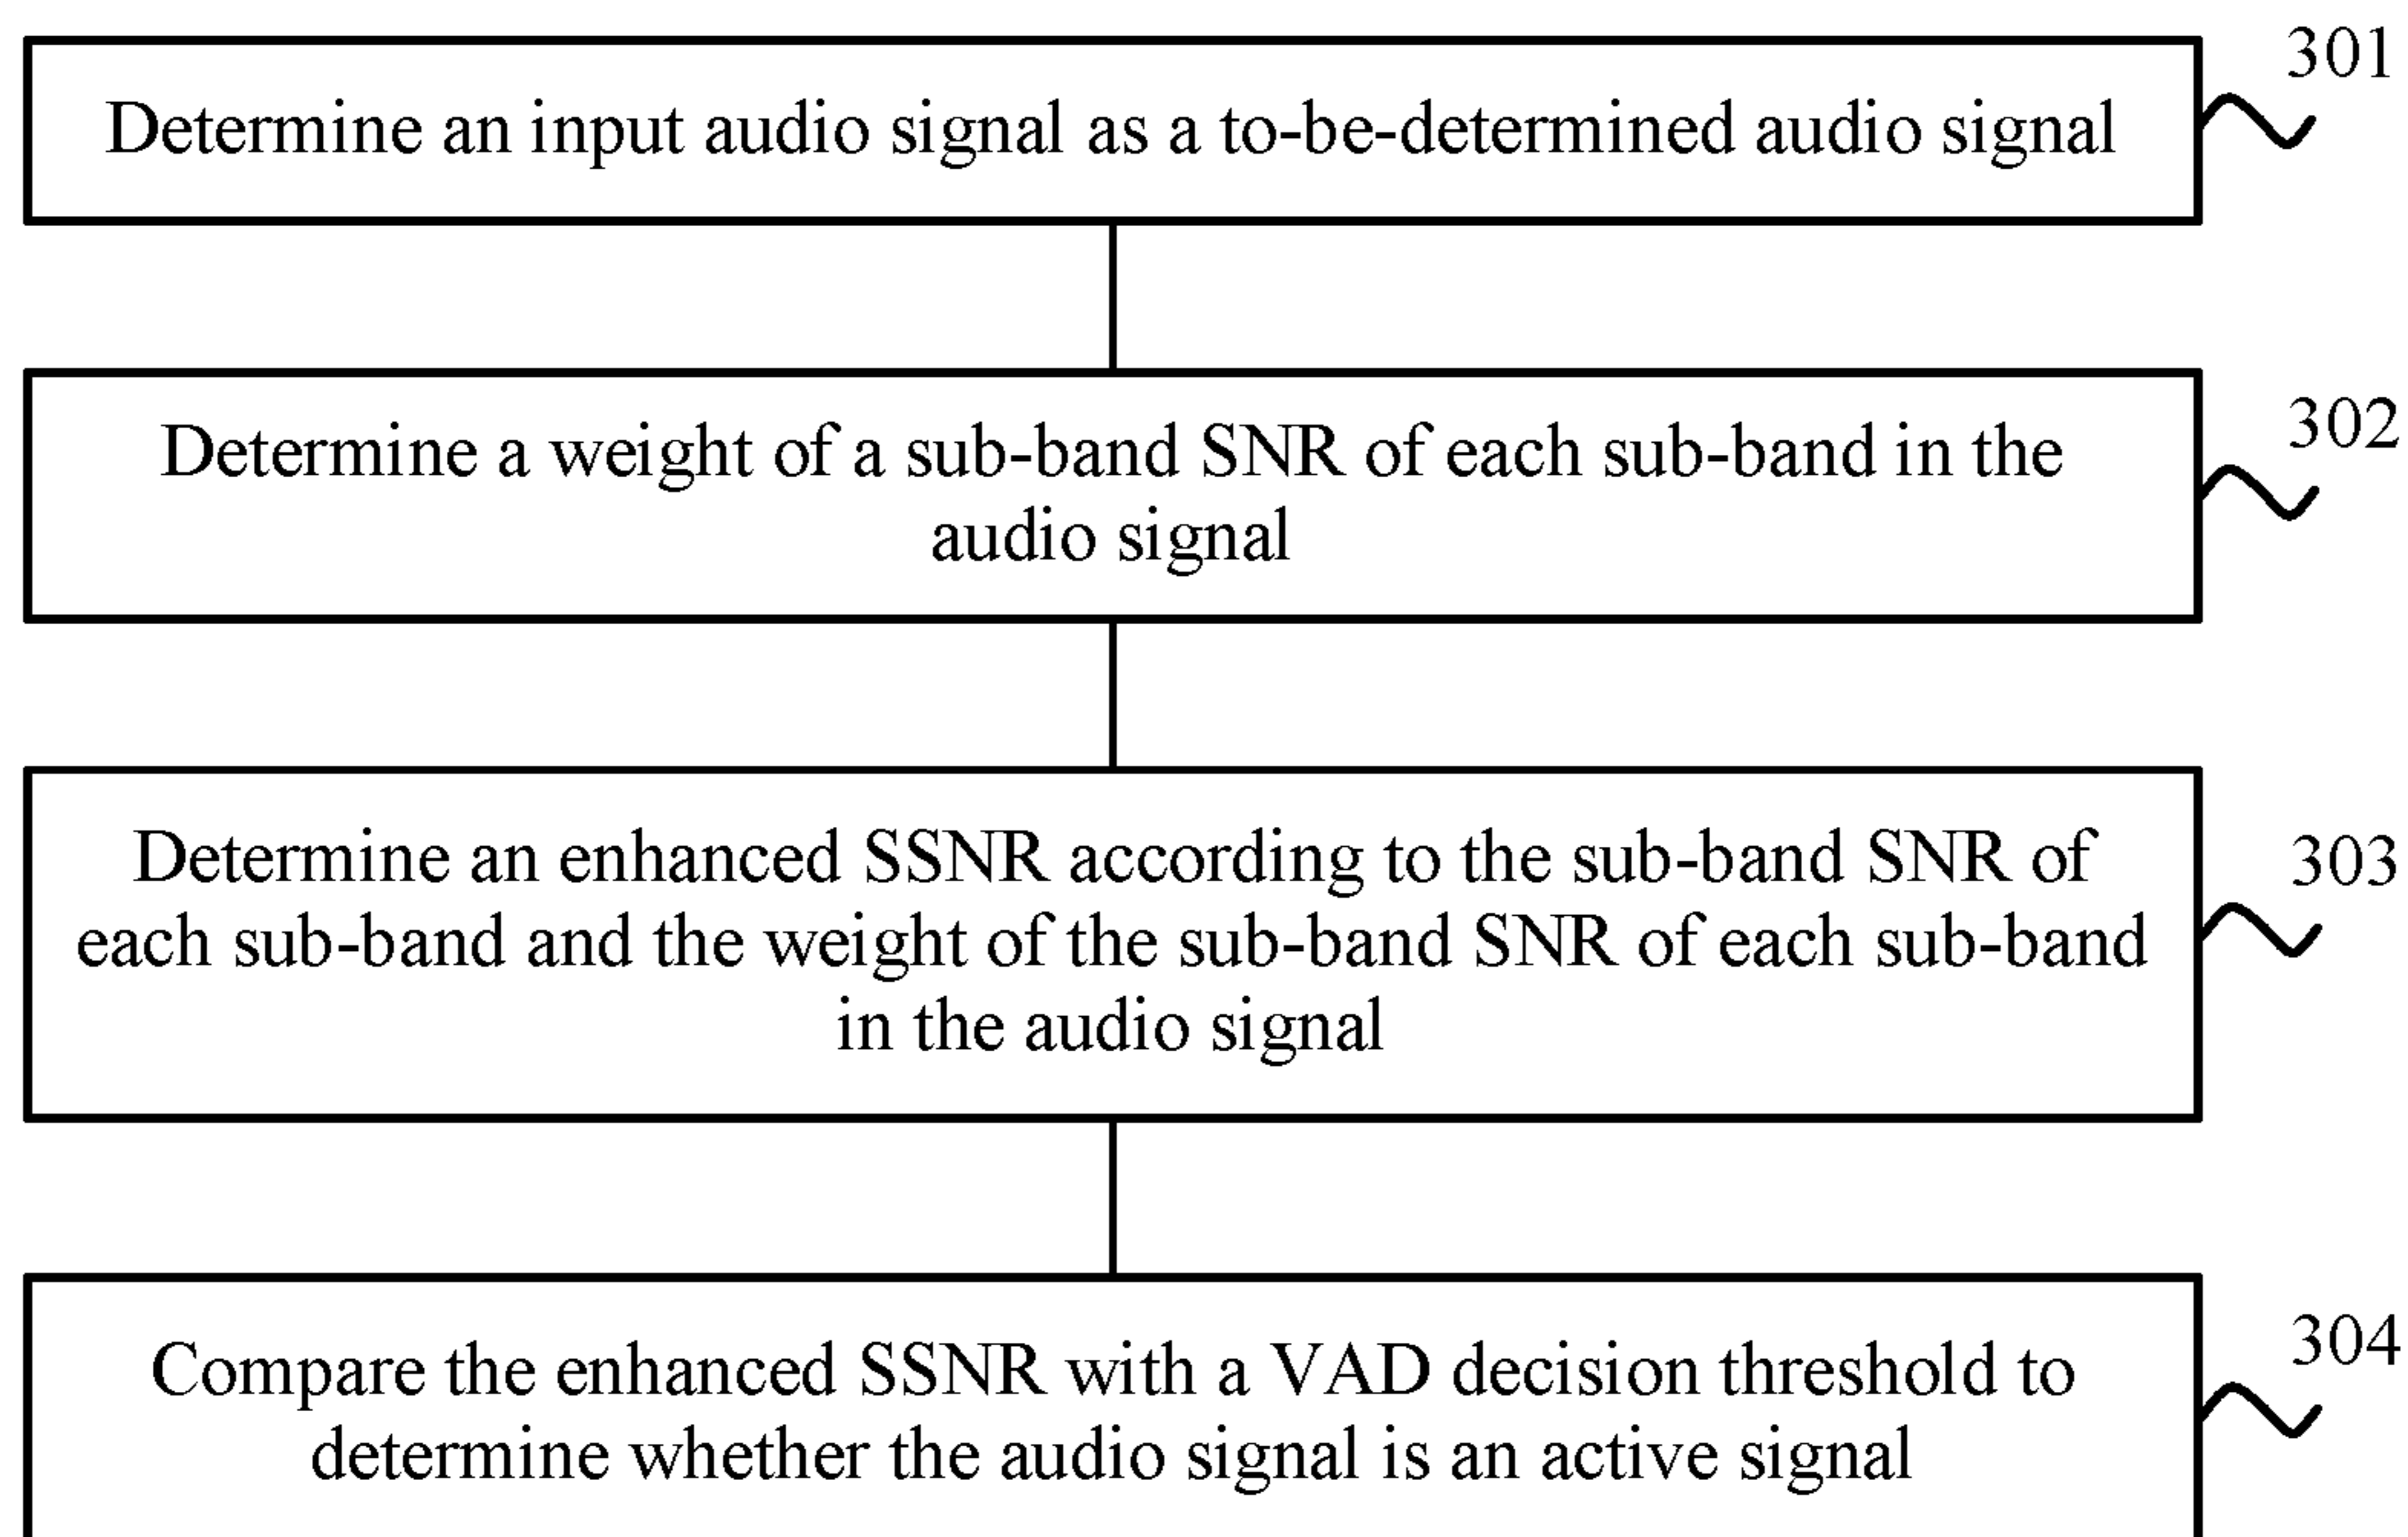 301
Determine an input audio signal as a to-be-determined audio signal
302
Determine a weight of a sub-band SNR of each sub-band in the
audio signal
303
Determine an enhanced SSNR according to the sub-band SNR of
each sub-band and the weight of the sub-band SNR of each sub-band
in the audio signal
304
Compare the enhanced SSNR with a VAD decision threshold to
determine whether the audio signal is an active signal